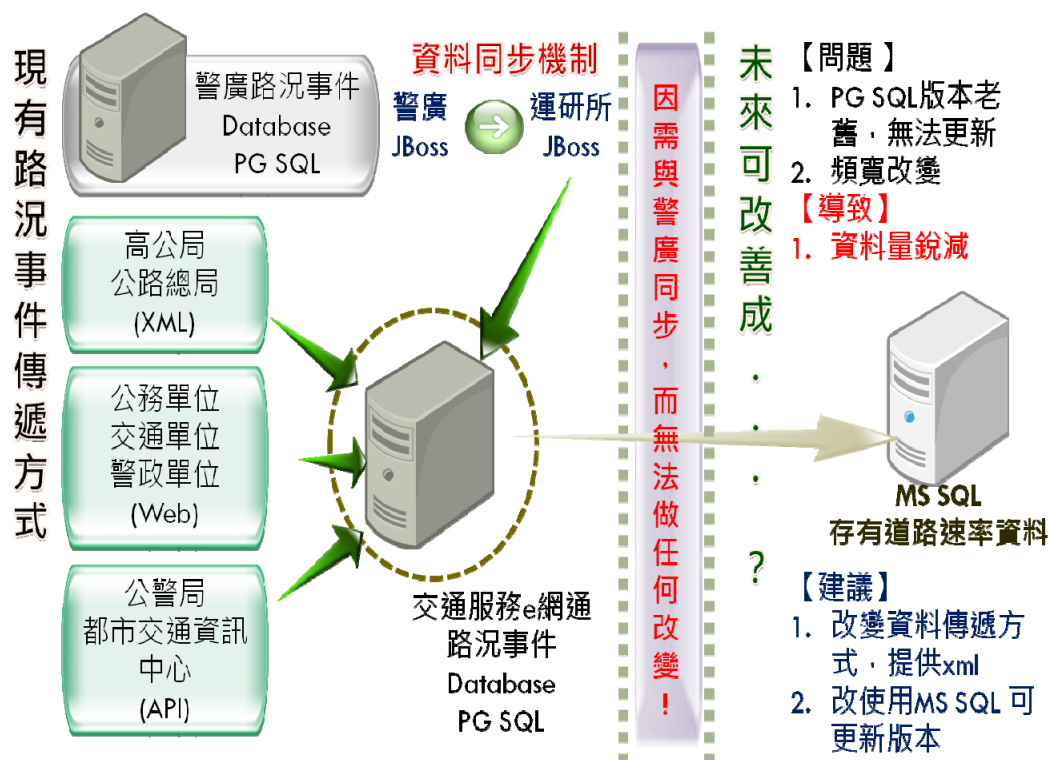 現有路況事件傳遞方式
警廣路況事件
Database
PG SQL
資料同步機制
警廣
JBoss
運研所
JBoss
高公局
公路總局
(XML)
公務單位
交通單位
警政單位
(Web)
公警局
都市交通資訊
中心
(API)
交通服務e網通
路況事件
Database
PG SQL
因需與警廣同步，而無法做任何改變！
未來可改善成．．．？
【問題】
1. PG SQL版本老
舊，無法更新
2. 頻寬改變
【導致】
1. 資料量銳減
MS SQL
存有道路速率資料
【建議】
1. 改變資料傳遞方
式，提供xml
2. 改使用MS SQL 可
更新版本